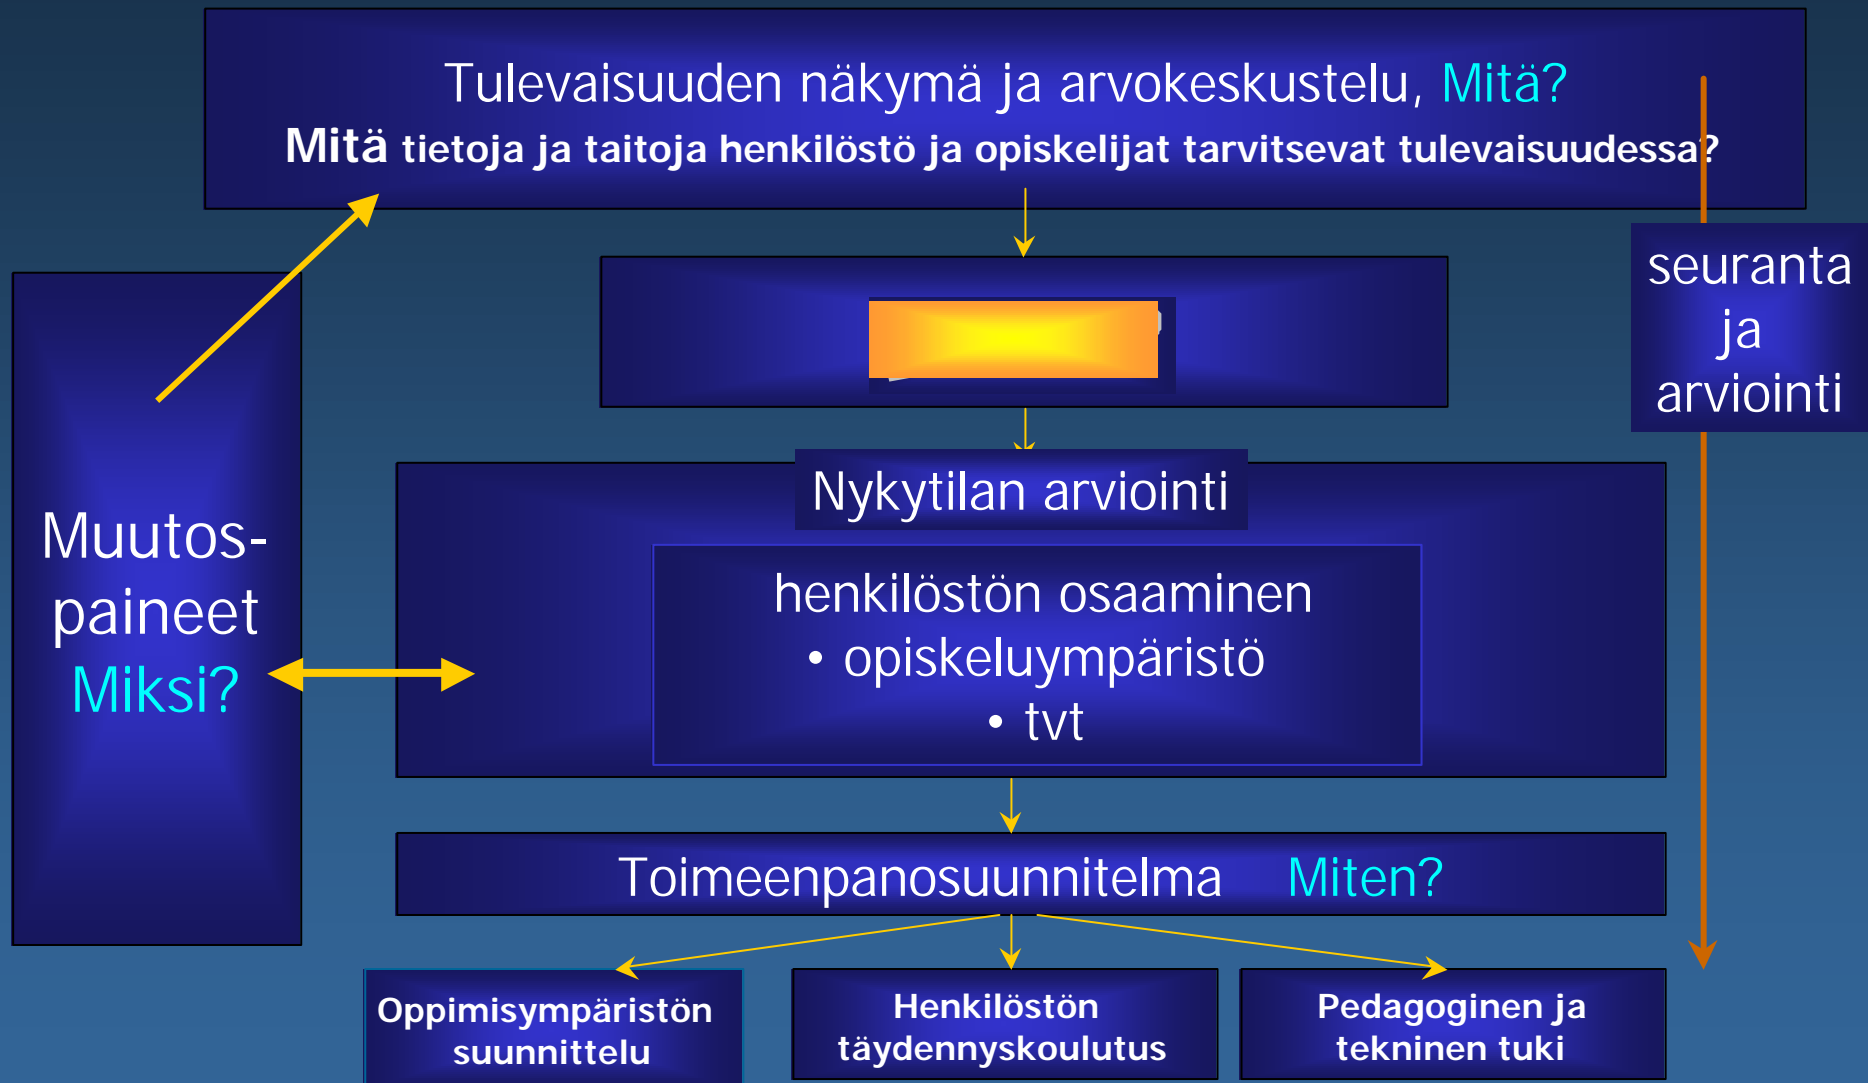 Tulevaisuuden näkymä ja arvokeskustelu, Mitä?
Mitä tietoja ja taitoja henkilöstö ja opiskelijat tarvitsevat tulevaisuudessa?
seuranta
ja
arviointi
Muutos-
paineet
Miksi?
Nykytilan arviointi
henkilöstön osaaminen
• opiskeluympäristö
• tvt
Toimeenpanosuunnitelma Miten?
Oppimisympäristön
suunnittelu
Henkilöstön
täydennyskoulutus
Pedagoginen ja
tekninen tuki